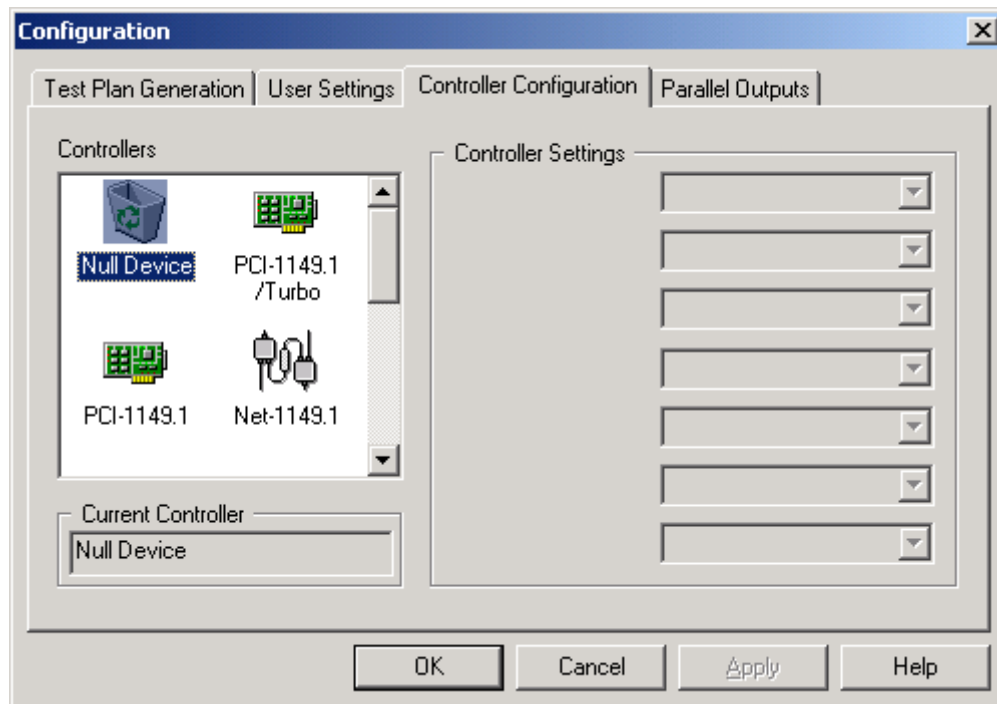 Configuration
Test Plan Generation
User Settings
Controller Configuration
Parallel Outputs
Controllers
Null Device
PCI-1149.1
/Turbo
PCI-1149.1
Net-1149.1
Current Controller
Null Device
Controller Settings
OK
Cancel
Apply
Help